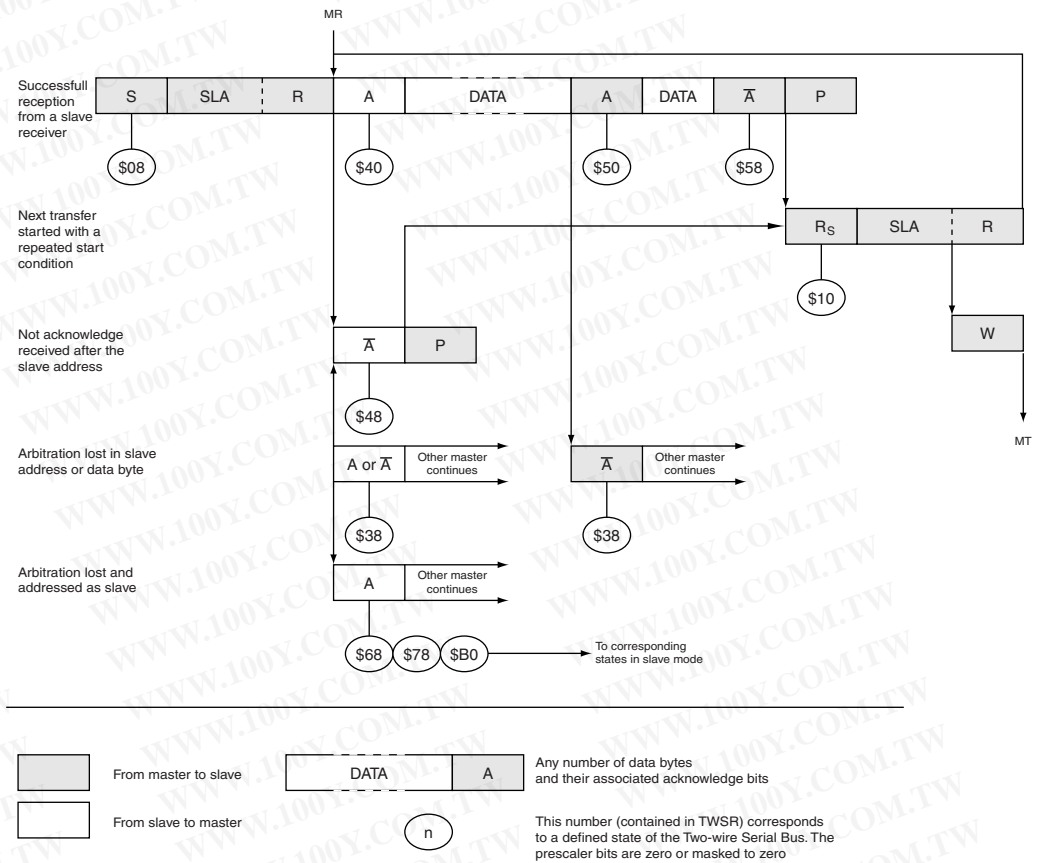 MR
Successfull
reception
from a slave
receiver
S SLA R A DATA A DATA A̅ P
$08 $40 $50 $58
Next transfer
started with a
repeated start
condition
RS SLA R
$10
Not acknowledge
received after the
slave address
A̅ P
W
$48
MT
Arbitration lost in slave
address or data byte
A or A̅ Other master
continues
A̅ Other master
continues
$38 $38
Arbitration lost and
addressed as slave
A Other master
continues
$68 $78 $B0 To corresponding
states in slave mode
From master to slave
DATA A Any number of data bytes
and their associated acknowledge bits
From slave to master
n This number (contained in TWSR) corresponds
to a defined state of the Two-wire Serial Bus. The
prescaler bits are zero or masked to zero
WWW.100Y.COM.TW